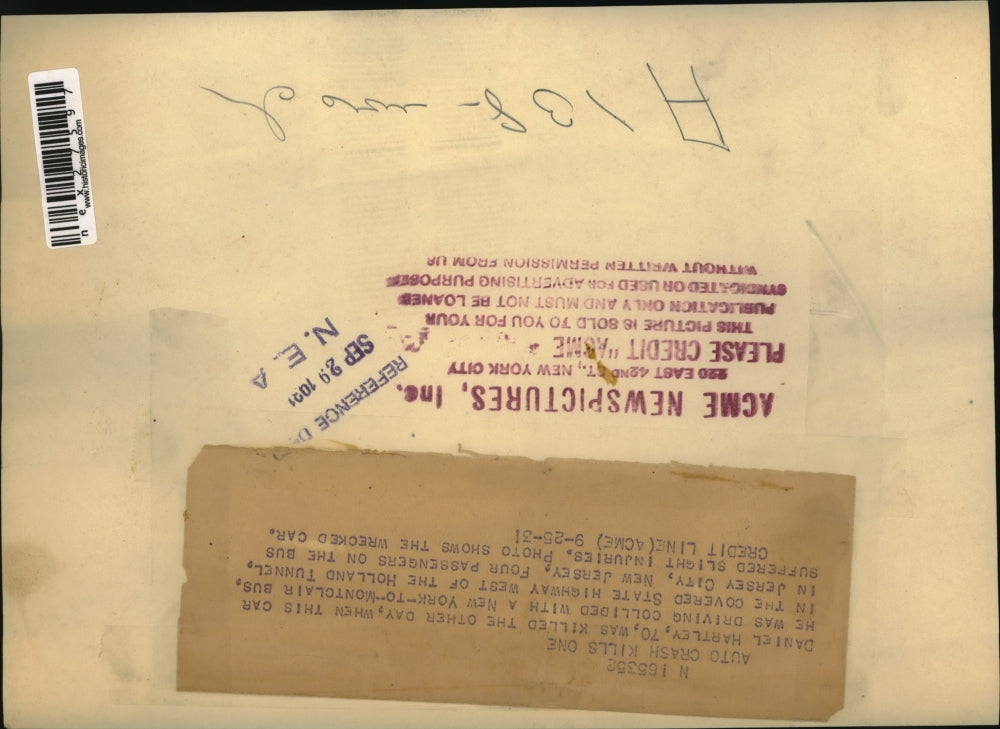 N 165352
AUTO CRASH KILLS ONE
DANIEL HARTLEY, 70, WAS KILLED THE OTHER DAY, WHEN THIS CAR
HE WAS DRIVING COLLIDED WITH A NEW YORK-TO-MONTCLAIR BUS,
IN THE COVERED STATE HIGHWAY WEST OF THE HOLLAND TUNNEL,
IN JERSEY CITY, NEW JERSEY, FOUR PASSENGERS ON THE BUS
SUFFERED SLIGHT INJURIES. PHOTO SHOWS THE WRECKED CAR.
CREDIT LINE (ACME) 9-25-31
ACME NEWSPICTURES, Inc.
220 EAST 42ND ST., NEW YORK CITY
PLEASE CREDIT "ACME"
THIS PICTURE IS SOLD TO YOU FOR YOUR
PUBLICATION ONLY AND MUST NOT BE LOANED
SYNDICATED OR USED FOR ADVERTISING PURPOSES
WITHOUT WRITTEN PERMISSION FROM US
REFERENCE
SEP 29 1931
N. E. A
www.historicimages.com